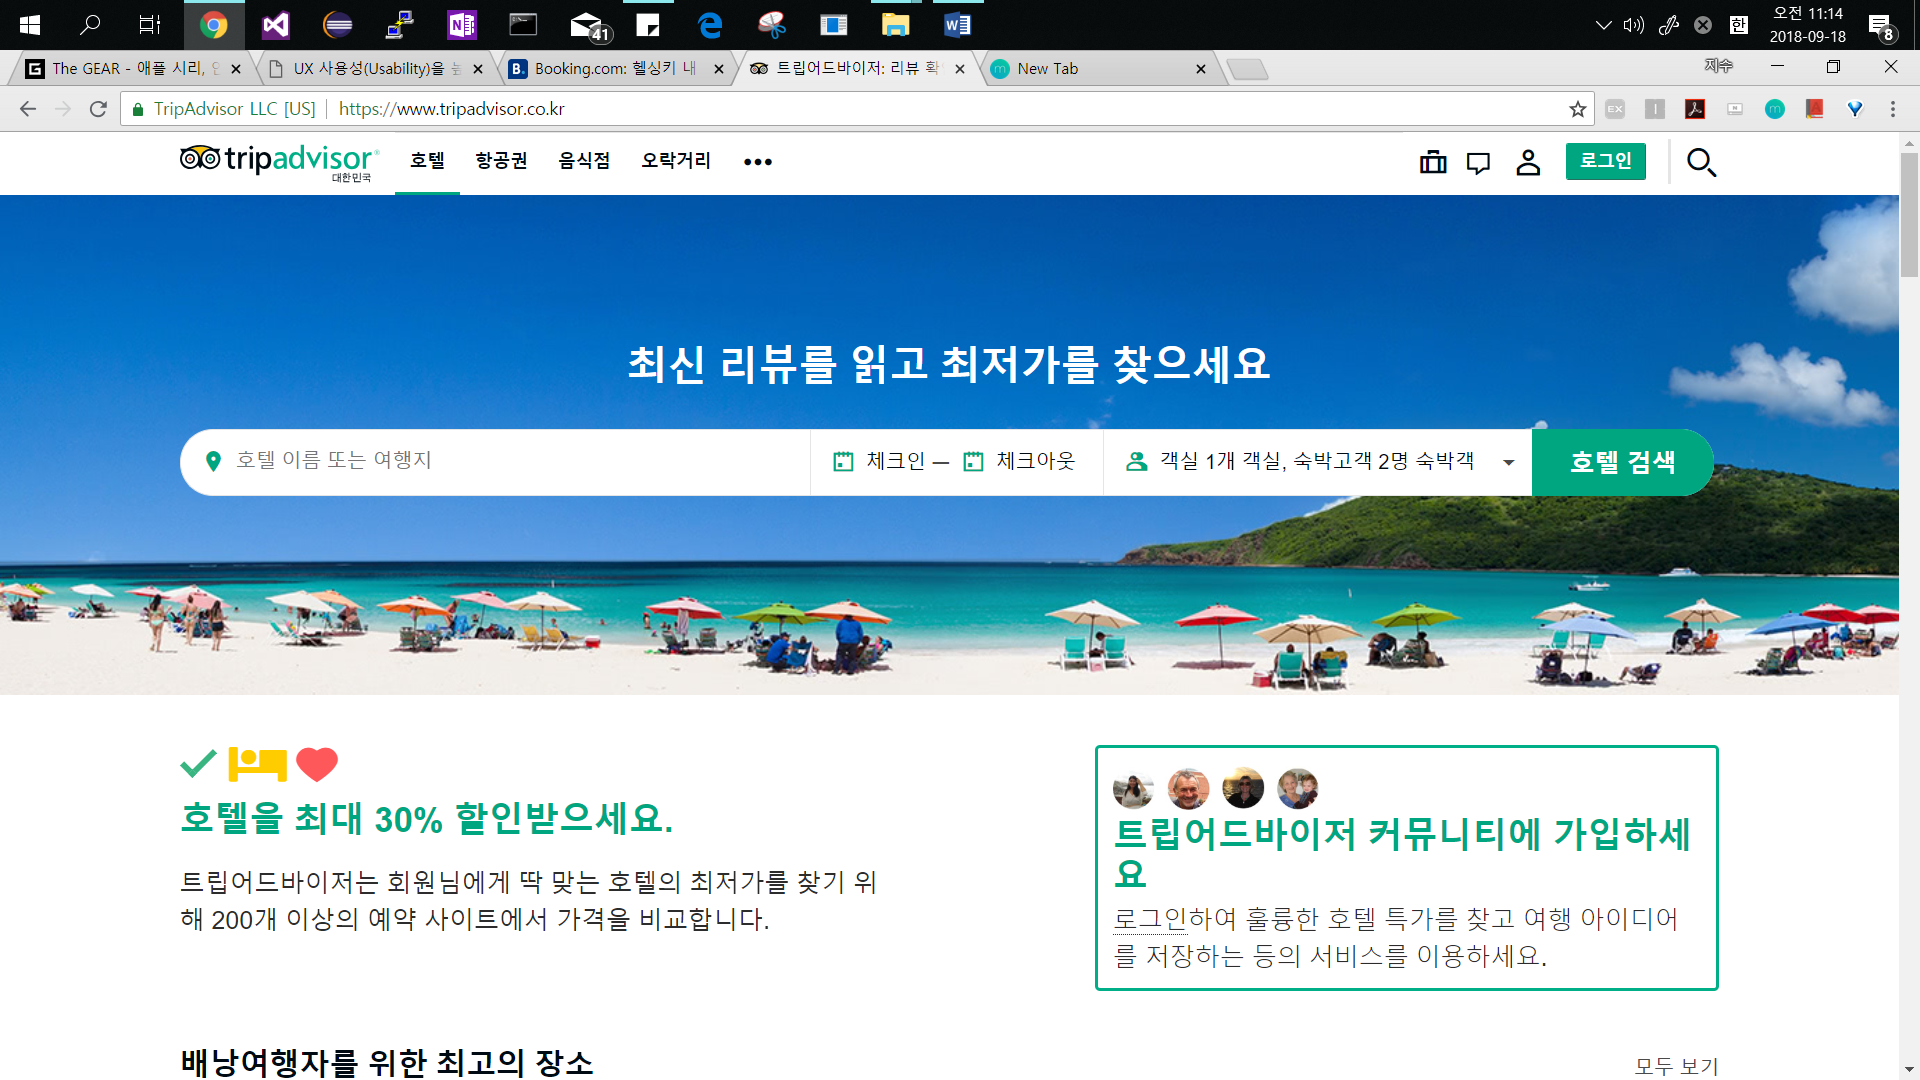 41
한
오전 11:14
2018-09-18
8
The GEAR - 애플 시리, 인
UX 사용성(Usability)을 높
B. Booking.com: 헬싱키 내
트립어드바이저: 리뷰 확
New Tab
지수
TripAdvisor LLC [US]
https://www.tripadvisor.co.kr
tripadvisor
대한민국
호텔
항공권
음식점
오락거리
로그인
최신 리뷰를 읽고 최저가를 찾으세요
호텔 이름 또는 여행지
체크인 — 체크아웃
객실 1개 객실, 숙박고객 2명 숙박객
호텔 검색
호텔을 최대 30% 할인받으세요.
트립어드바이저는 회원님에게 딱 맞는 호텔의 최저가를 찾기 위
해 200개 이상의 예약 사이트에서 가격을 비교합니다.
트립어드바이저 커뮤니티에 가입하세
요
로그인하여 훌륭한 호텔 특가를 찾고 여행 아이디어
를 저장하는 등의 서비스를 이용하세요.
배낭여행자를 위한 최고의 장소
모두 보기